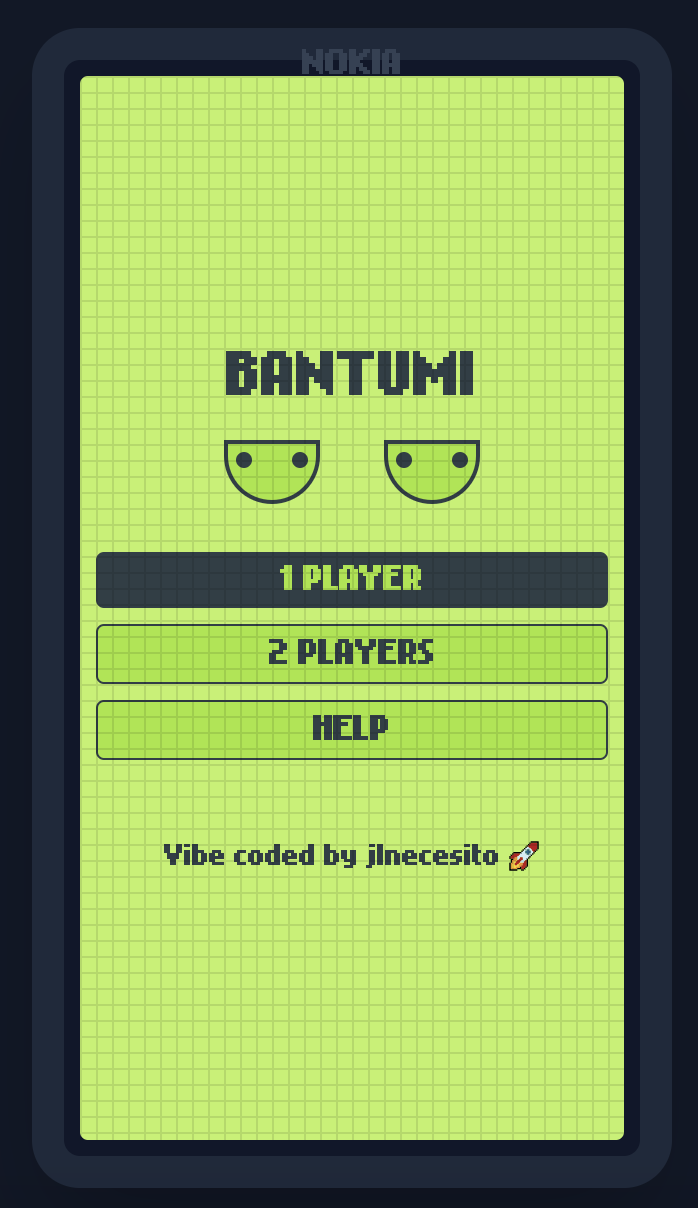 NOKIA
BANTUMI
1 PLAYER
2 PLAYERS
HELP
Vibe coded by jlnecesito 🚀